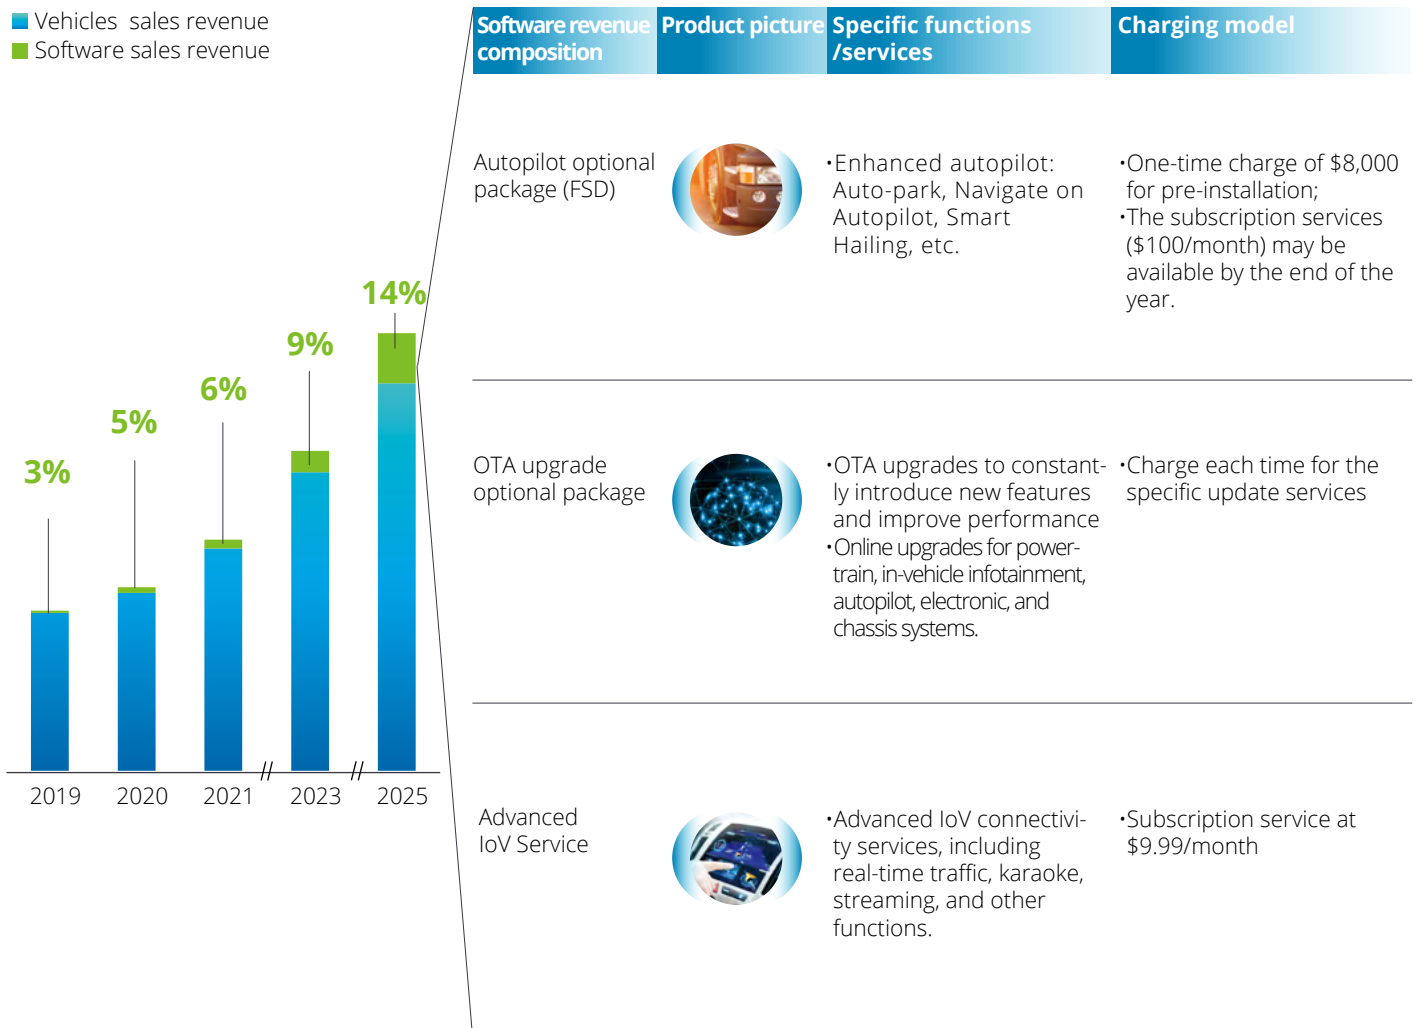 Vehicles sales revenue
Software sales revenue
3%
5%
6%
9%
14%
2019
2020
2021
2023
2025
Software revenue
composition
Product picture
Specific functions
/services
Charging model
Autopilot optional
package (FSD)
·Enhanced autopilot:
Auto-park, Navigate on
Autopilot, Smart
Hailing, etc.
·One-time charge of $8,000
for pre-installation;
·The subscription services
($100/month) may be
available by the end of the
year.
OTA upgrade
optional package
·OTA upgrades to constant-
ly introduce new features
and improve performance
·Online upgrades for power-
train, in-vehicle infotainment,
autopilot, electronic, and
chassis systems.
·Charge each time for the
specific update services
Advanced
IoV Service
·Advanced IoV connectivi-
ty services, including
real-time traffic, karaoke,
streaming, and other
functions.
·Subscription service at
$9.99/month